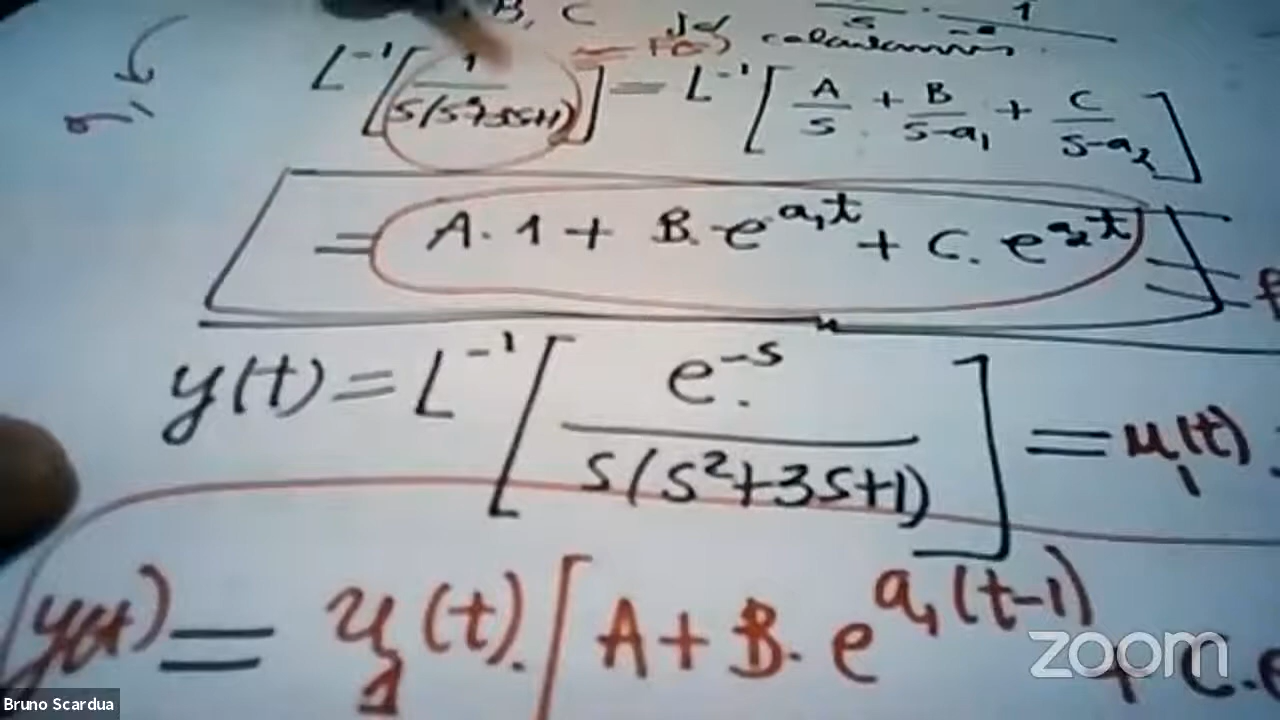 B, C
1
L⁻¹[1/(s(s²+3s+1))] = L⁻¹[A/s + B/(s-a₁) + C/(s-a₂)]
= A.1 + B.e^{a₁t} + C.e^{a₂t} =
y(t) = L⁻¹[e⁻ˢ/(s(s²+3s+1))] = u₁(t).
y(t) = u₁(t).[A + B.e^{a₁(t-1)} + C.e
zoom
Bruno Scardua